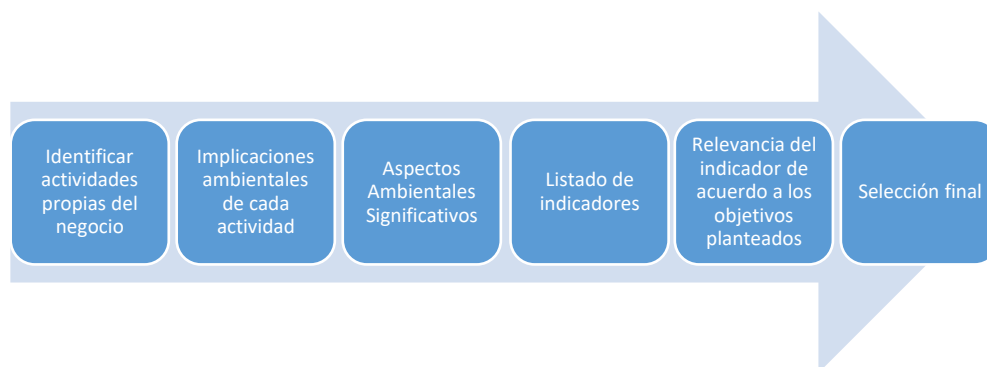 Identificar
actividades
propias del
negocio
Implicaciones
ambientales
de cada
actividad
Aspectos
Ambientales
Significativos
Listado de
indicadores
Relevancia del
indicador de
acuerdo a los
objetivos
planteados
Selección final